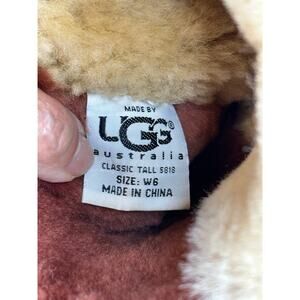 MADE BY
UGG®
australia
CLASSIC TALL 5818
SIZE: W6
MADE IN CHINA